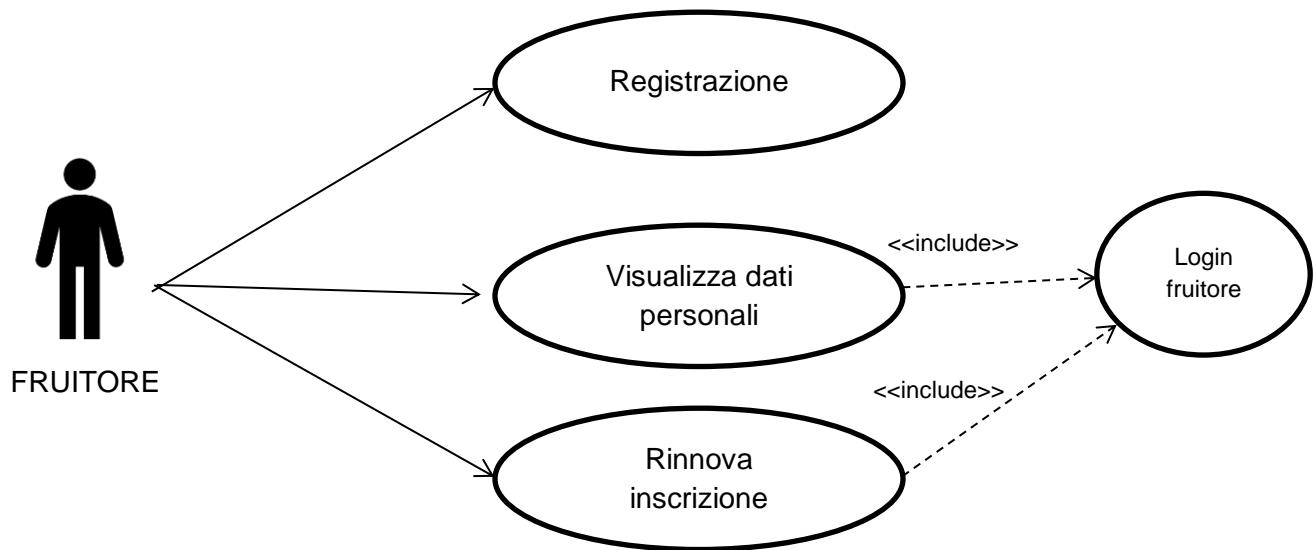 Registrazione
<<include>>
Visualizza dati
personali
Login
fruitore
FRUITORE
<<include>>
Rinnova
inscrizione